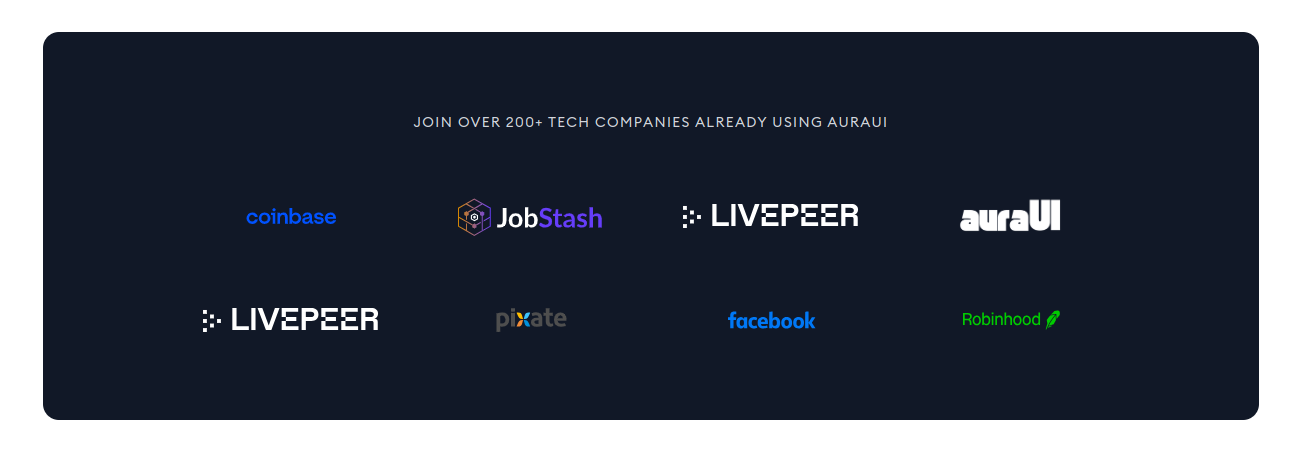 JOIN OVER 200+ TECH COMPANIES ALREADY USING AURAUI
coinbase JobStash LIVEPEER auraUI
LIVEPEER pixate facebook Robinhood